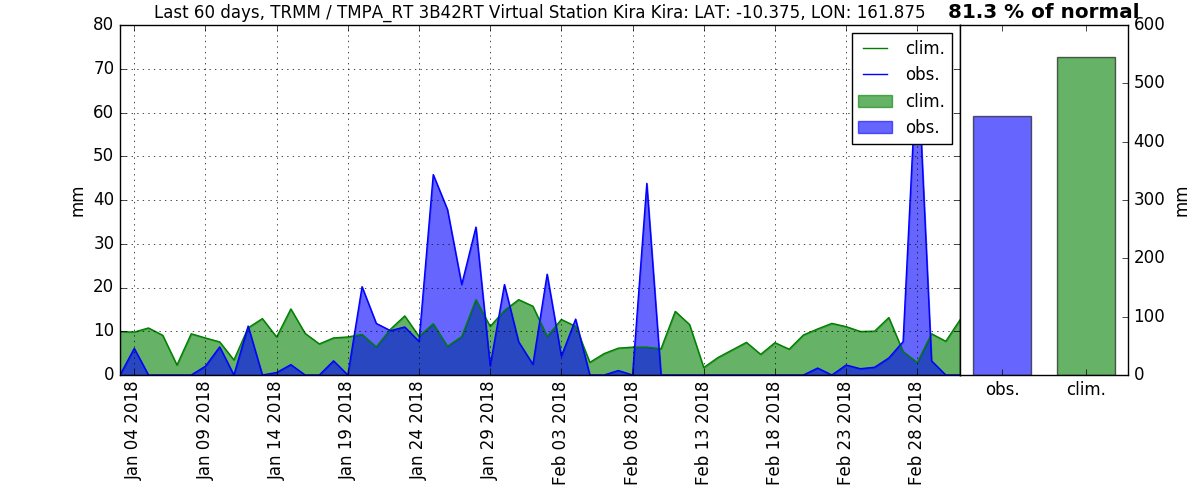 Last 60 days, TRMM / TMPA_RT 3B42RT Virtual Station Kira Kira: LAT: -10.375, LON: 161.875
81.3 % of normal
80
70
60
50
40
30
20
10
0
mm
clim.
obs.
clim.
obs.
Jan 04 2018
Jan 09 2018
Jan 14 2018
Jan 19 2018
Jan 24 2018
Jan 29 2018
Feb 03 2018
Feb 08 2018
Feb 13 2018
Feb 18 2018
Feb 23 2018
Feb 28 2018
600
500
400
300
200
100
0
mm
obs.
clim.